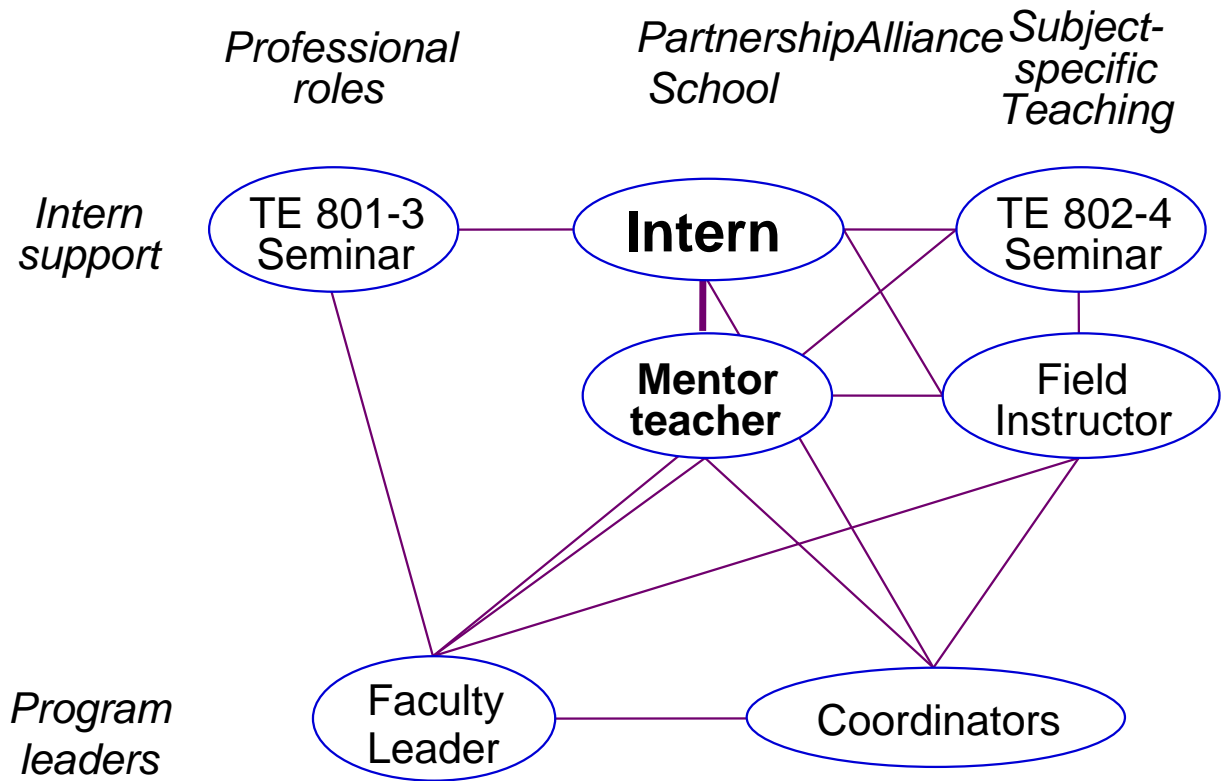 Professional
roles
PartnershipAlliance
School
Subject-
specific
Teaching
Intern
support
TE 801-3
Seminar
Intern
TE 802-4
Seminar
Mentor
teacher
Field
Instructor
Program
leaders
Faculty
Leader
Coordinators